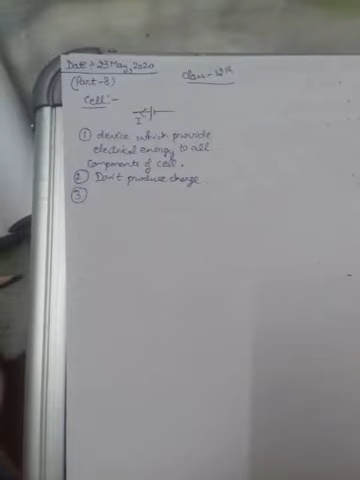 Date :- 23 May, 2020
Class - 12th
(Part-8)
Cell :-
I
① device which provide
electrical energy to all
components of cell.
② Don't produce charge.
③